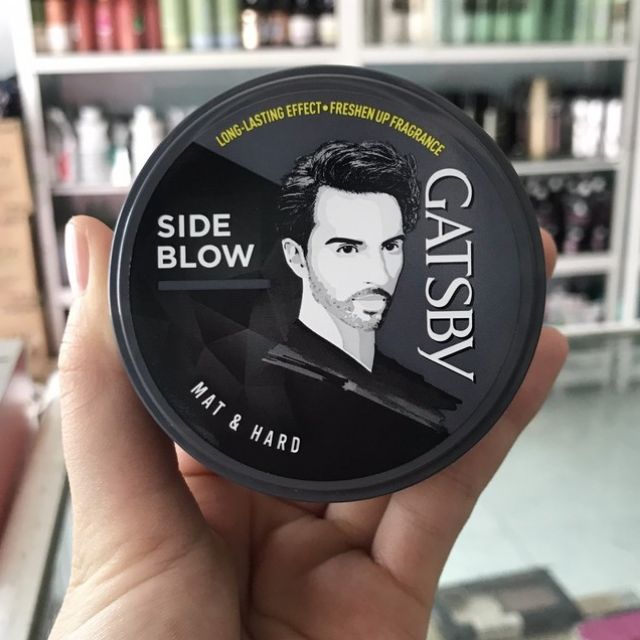 LONG-LASTING EFFECT • FRESHEN UP FRAGRANCE
SIDE
BLOW
GATSBY
MAT & HARD